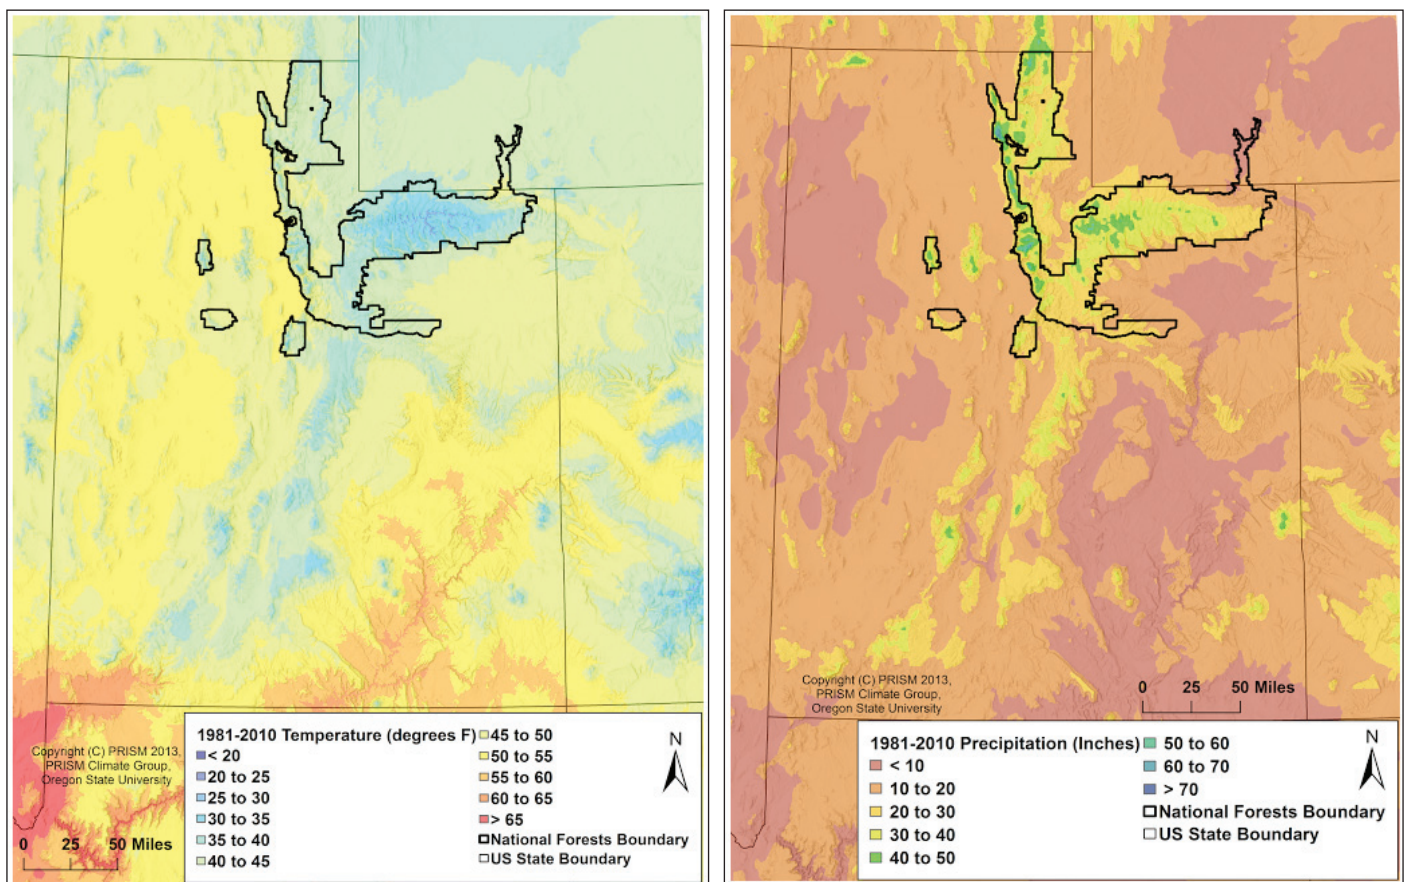 Copyright (C) PRISM 2013,
PRISM Climate Group,
Oregon State University
0 25 50 Miles
1981-2010 Temperature (degrees F)
< 20
20 to 25
25 to 30
30 to 35
35 to 40
40 to 45
45 to 50
50 to 55
55 to 60
60 to 65
> 65
National Forests Boundary
US State Boundary
N
Copyright (C) PRISM 2013,
PRISM Climate Group,
Oregon State University
0 25 50 Miles
1981-2010 Precipitation (Inches)
< 10
10 to 20
20 to 30
30 to 40
40 to 50
50 to 60
60 to 70
> 70
National Forests Boundary
US State Boundary
N